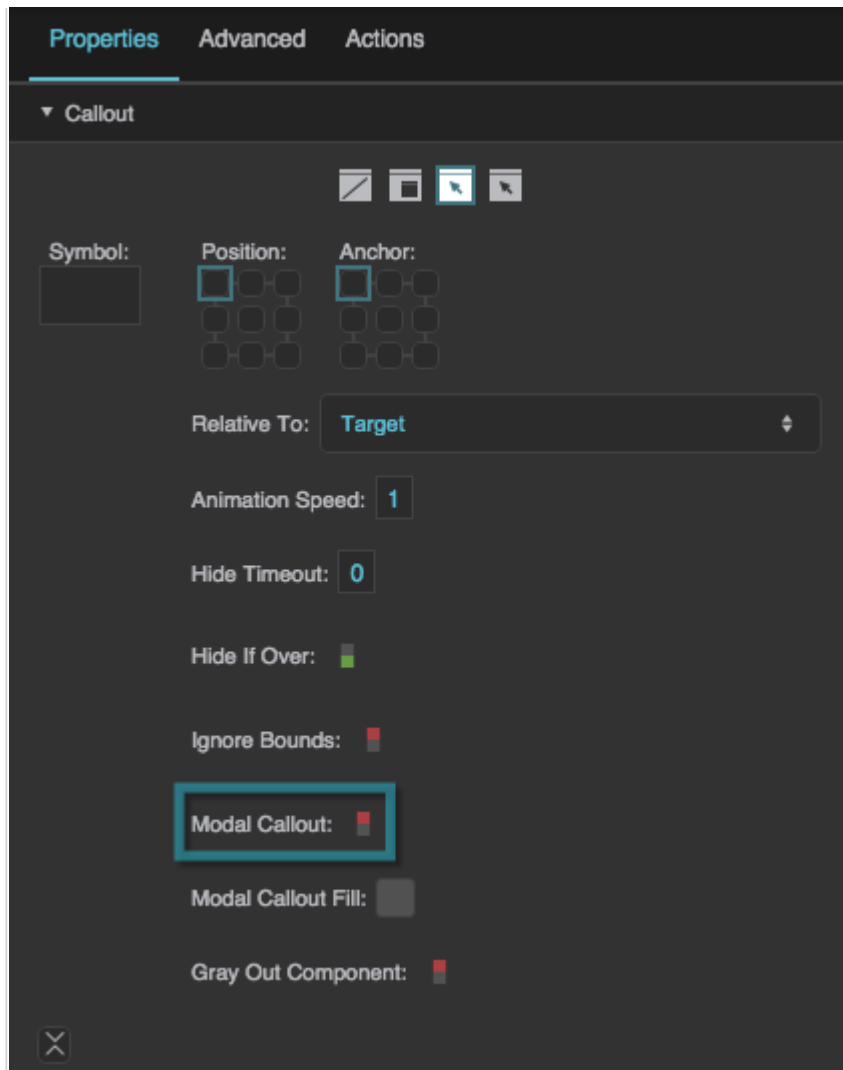 Properties Advanced Actions
Callout
Symbol: Position: Anchor:
Relative To: Target
Animation Speed: 1
Hide Timeout: 0
Hide If Over:
Ignore Bounds:
Modal Callout:
Modal Callout Fill:
Gray Out Component: